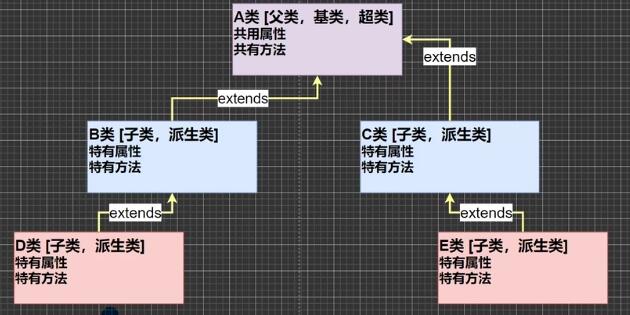 A类 [父类，基类，超类]
共用属性
共有方法
extends
extends
B类 [子类，派生类]
特有属性
特有方法
C类 [子类，派生类]
特有属性
特有方法
extends
extends
D类 [子类，派生类]
特有属性
特有方法
E类 [子类，派生类]
特有属性
特有方法